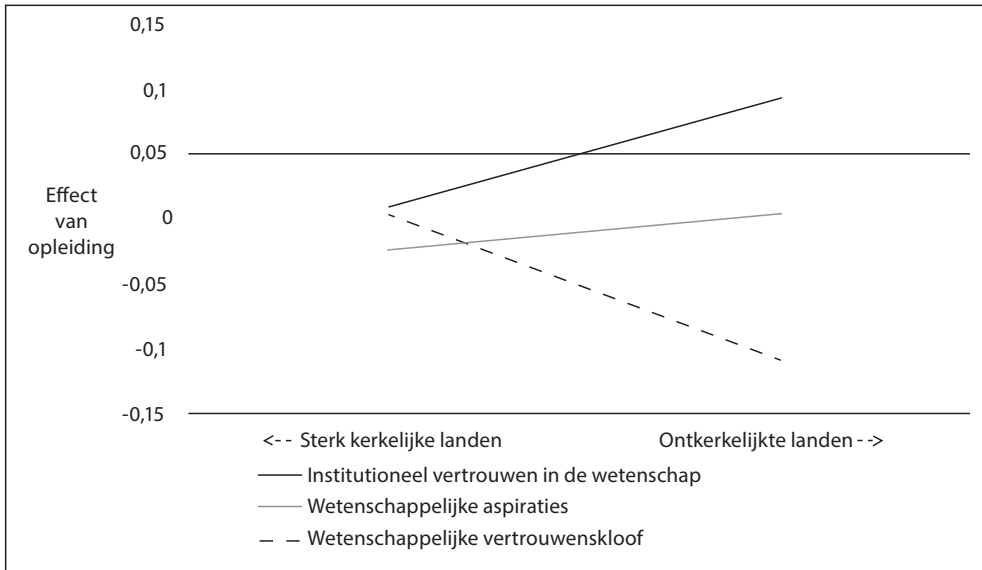 0,15
0,1
0,05
Effect
van
opleiding
0
-0,05
-0,1
-0,15
<-- Sterk kerkelijke landen
Ontkerkelijkte landen -->
Institutioneel vertrouwen in de wetenschap
Wetenschappelijke aspiraties
Wetenschappelijke vertrouwenskloof